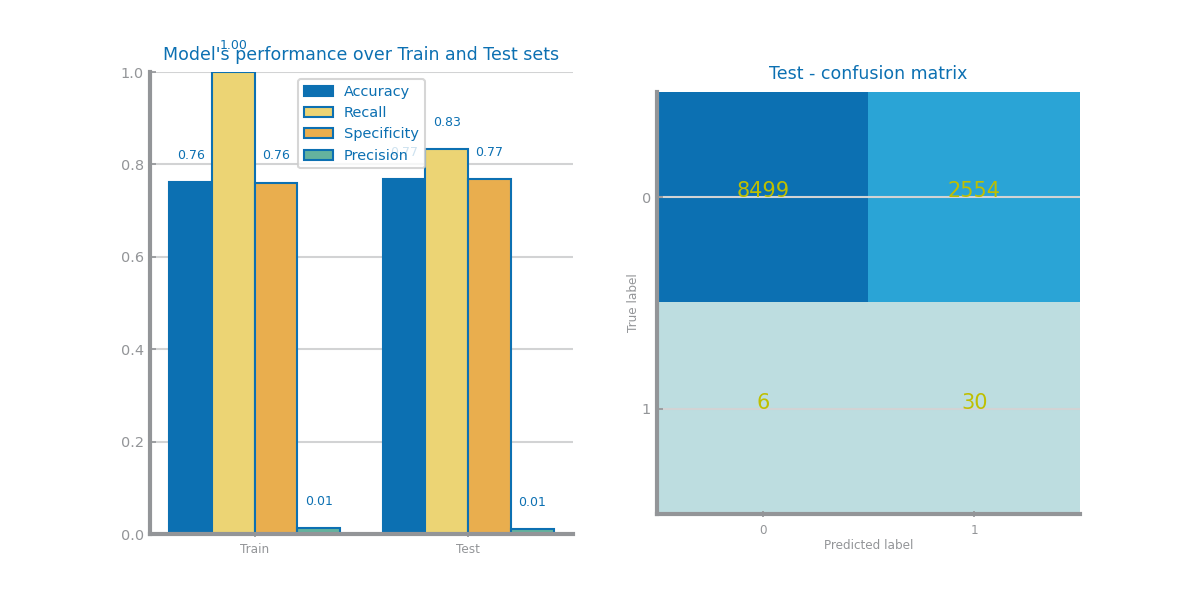 Model's performance over Train and Test sets
1.00
1.0
0.8
0.6
0.4
0.2
0.0
Accuracy
Recall
Specificity
Precision
0.76
0.76
0.01
0.77
0.83
0.77
0.01
Train
Test
Test - confusion matrix
True label
0
1
8499
2554
6
30
0
1
Predicted label